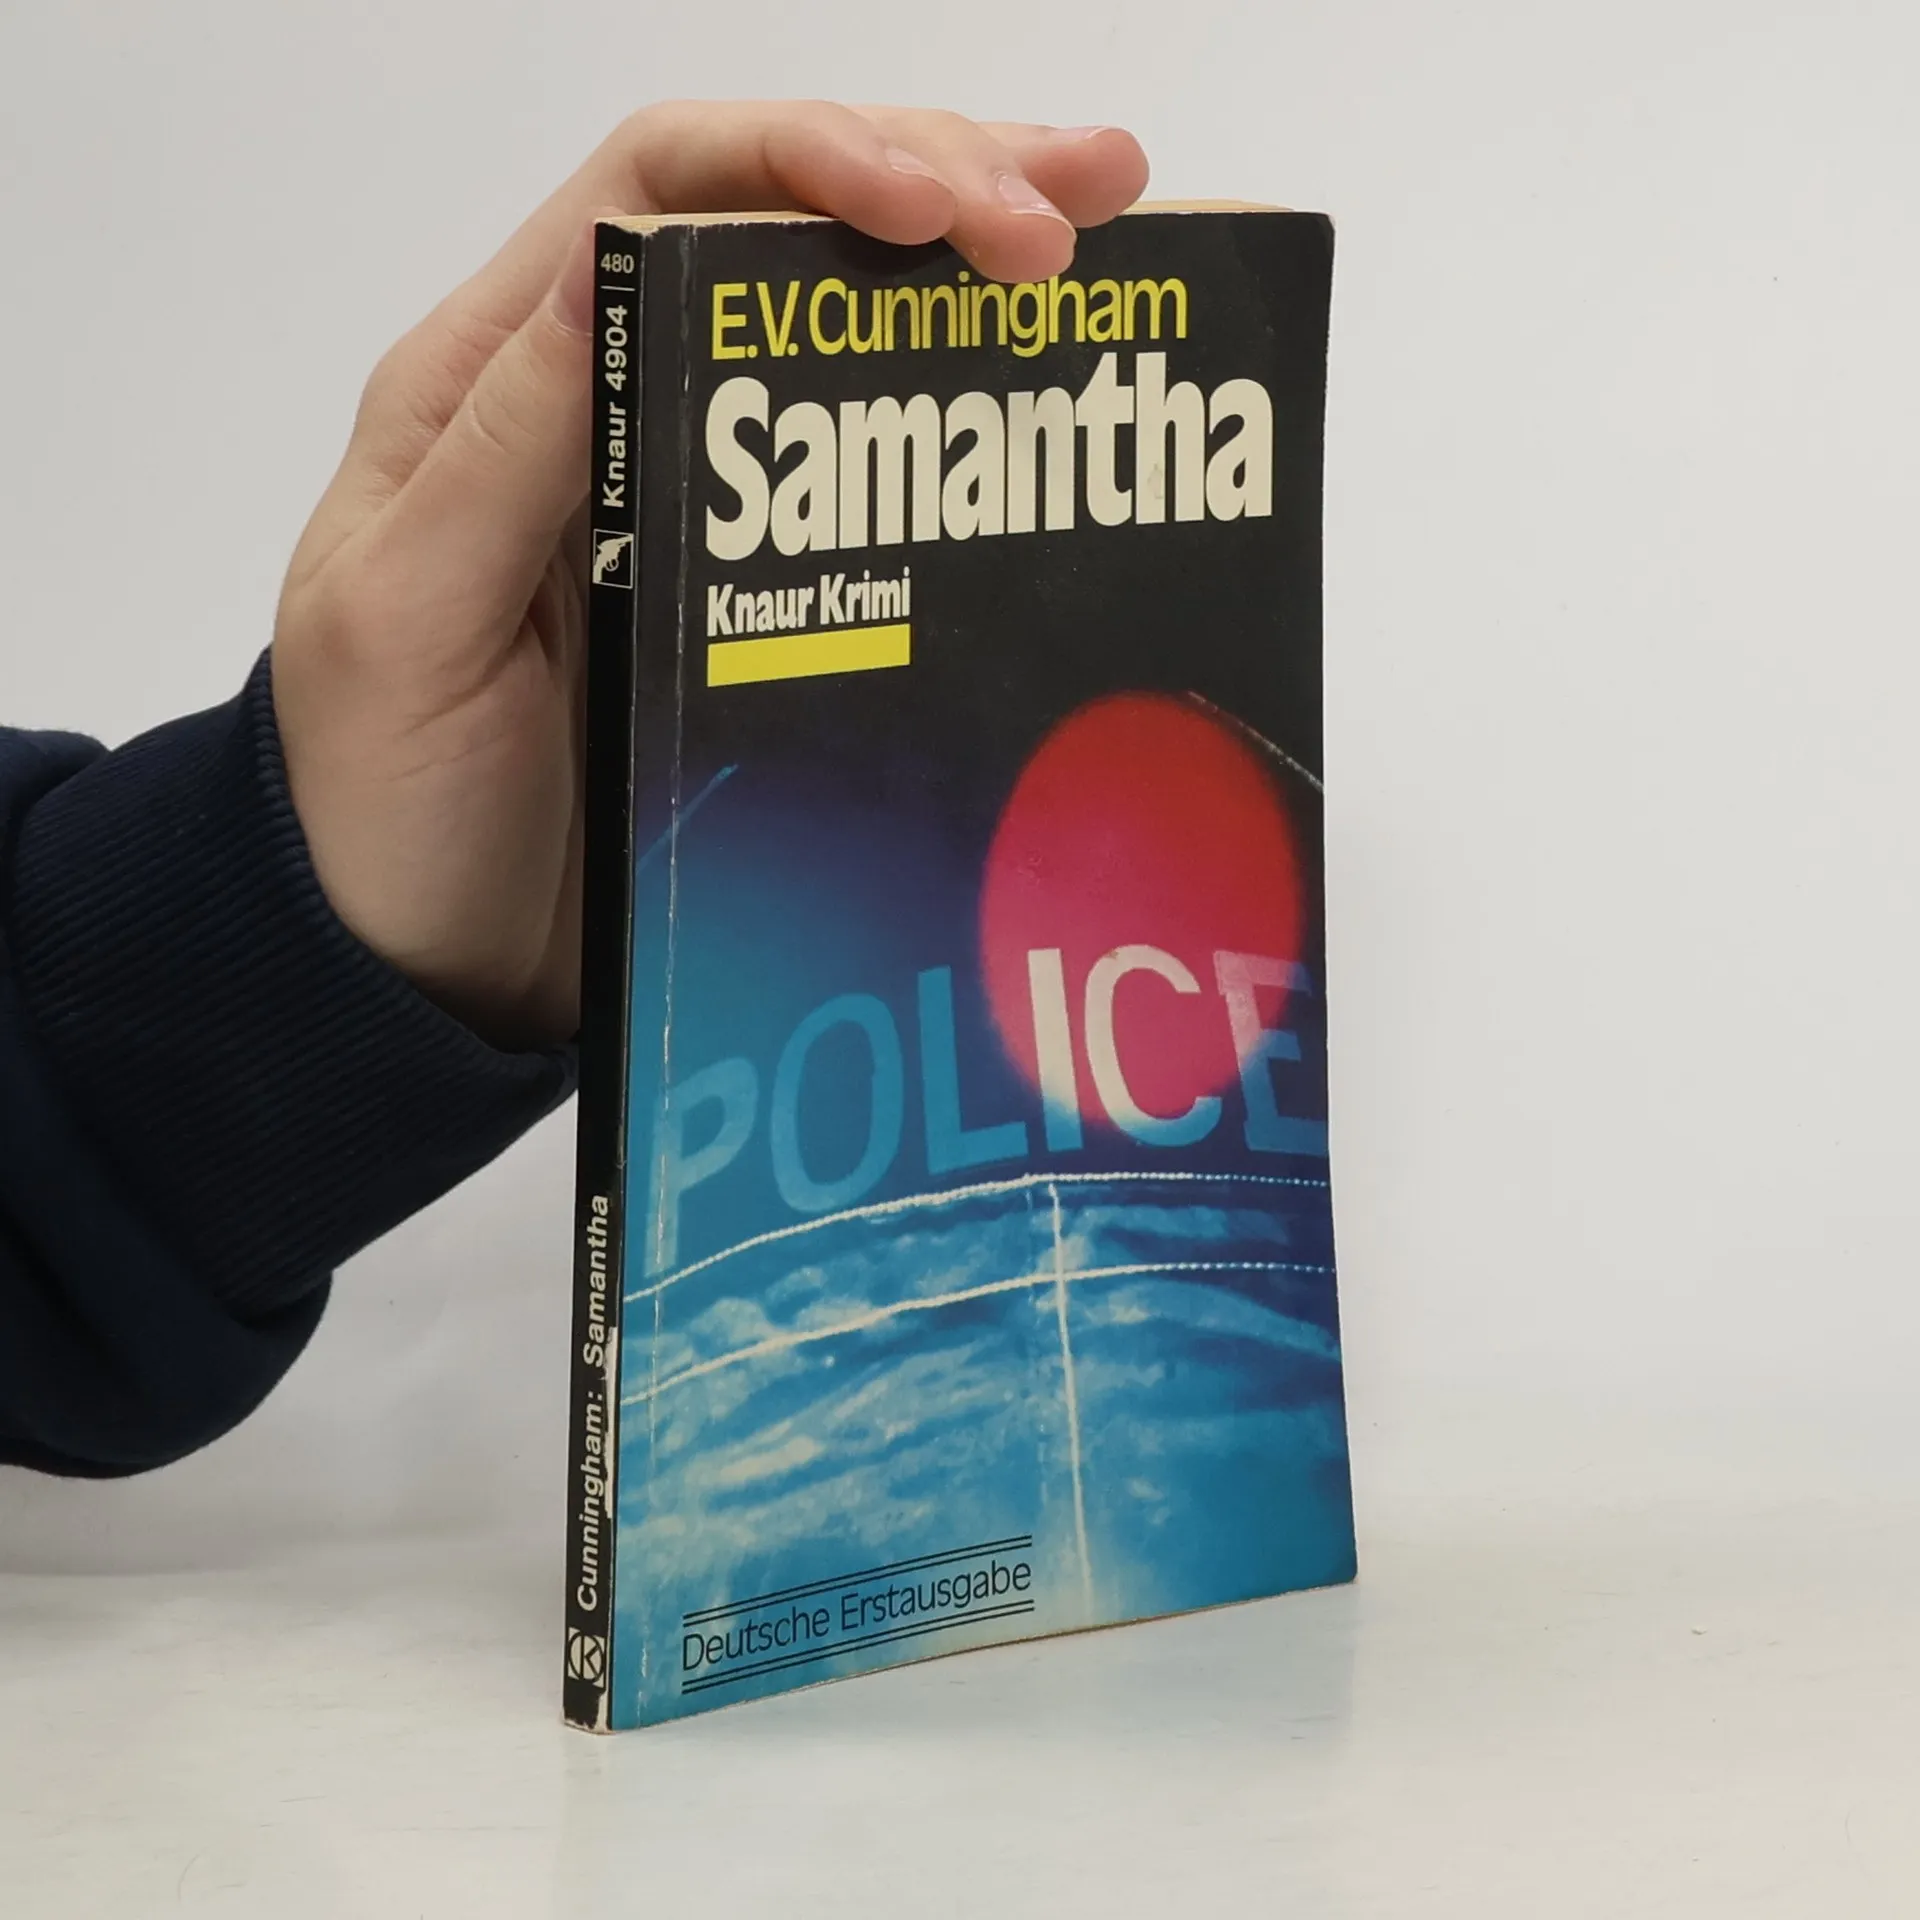 E.V. Cunningham
Samantha
Knaur Krimi
POLICE
Deutsche Erstausgabe
480
Knaur 4904
Cunningham: Samantha
K